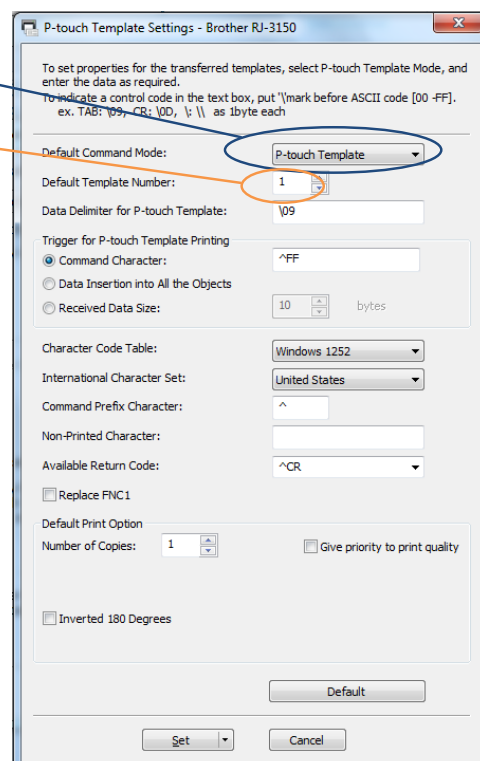 P-touch Template Settings - Brother RJ-3150
To set properties for the transferred templates, select P-touch Template Mode, and
enter the data as required.
To indicate a control code in the text box, put '\'mark before ASCII code [00 -FF].
ex. TAB: \09, CR: \0D, \: \\ as 1byte each
Default Command Mode: P-touch Template
Default Template Number: 1
Data Delimiter for P-touch Template: \09
Trigger for P-touch Template Printing
Command Character: ^FF
Data Insertion into All the Objects
Received Data Size: 10 bytes
Character Code Table: Windows 1252
International Character Set: United States
Command Prefix Character: ^
Non-Printed Character:
Available Return Code: ^CR
Replace FNC1
Default Print Option
Number of Copies: 1 Give priority to print quality
Inverted 180 Degrees
Default
Set Cancel